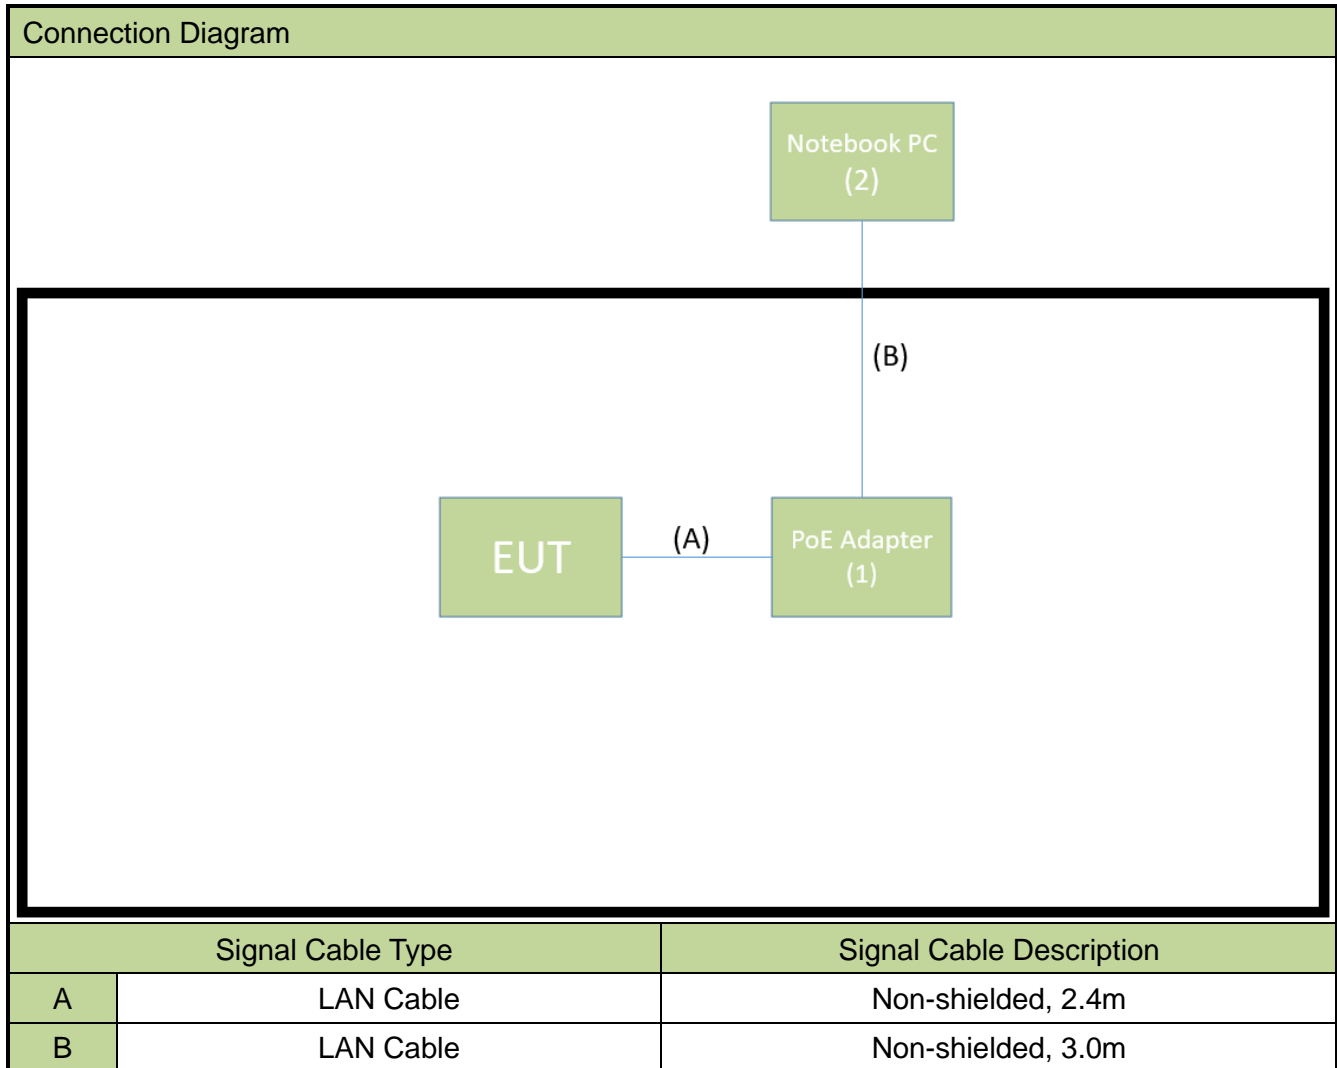 Connection Diagram
Notebook PC
(2)
(B)
EUT
(A)
PoE Adapter
(1)
Signal Cable Type Signal Cable Description
A LAN Cable Non-shielded, 2.4m
B LAN Cable Non-shielded, 3.0m